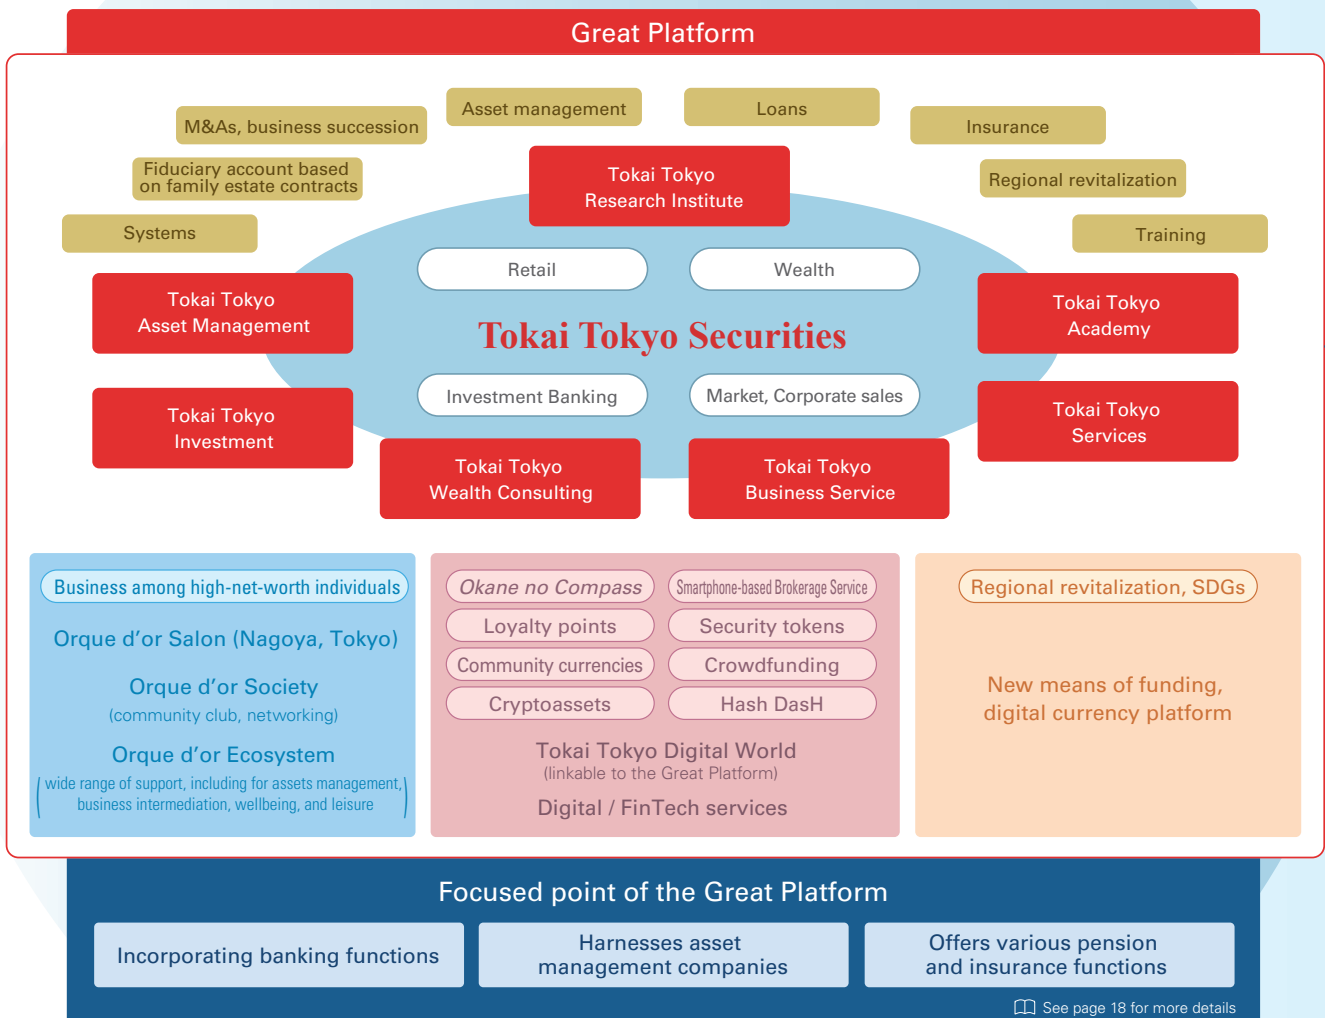 Great Platform
Asset management
Loans
M&As, business succession
Insurance
Fiduciary account based
on family estate contracts
Tokai Tokyo
Research Institute
Regional revitalization
Systems
Training
Retail
Wealth
Tokai Tokyo
Asset Management
Tokai Tokyo Securities
Tokai Tokyo
Academy
Investment Banking
Market, Corporate sales
Tokai Tokyo
Investment
Tokai Tokyo
Services
Tokai Tokyo
Wealth Consulting
Tokai Tokyo
Business Service
Business among high-net-worth individuals
Orque d’or Salon (Nagoya, Tokyo)
Orque d’or Society
(community club, networking)
Orque d’or Ecosystem
(wide range of support, including for assets management,
business intermediation, wellbeing, and leisure)
Okane no Compass
Smartphone-based Brokerage Service
Loyalty points
Security tokens
Community currencies
Crowdfunding
Cryptoassets
Hash DasH
Tokai Tokyo Digital World
(linkable to the Great Platform)
Digital / FinTech services
Regional revitalization, SDGs
New means of funding,
digital currency platform
Focused point of the Great Platform
Incorporating banking functions
Harnesses asset
management companies
Offers various pension
and insurance functions
See page 18 for more details